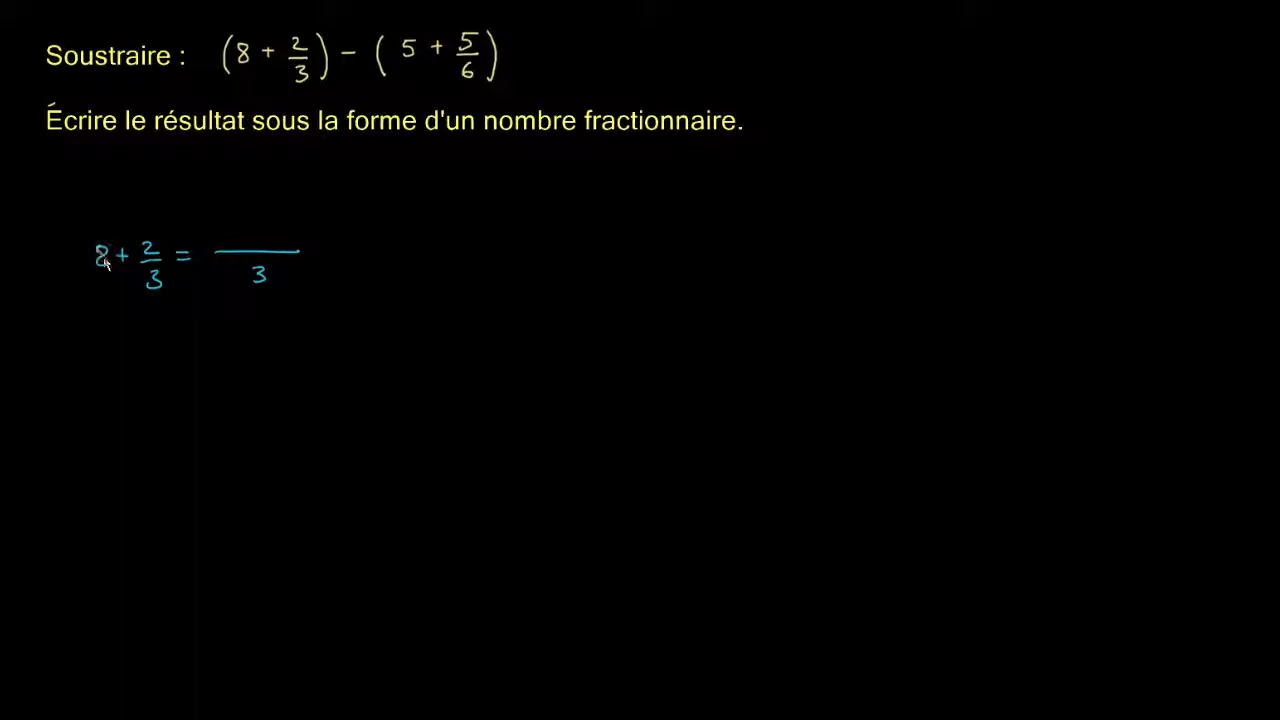 Soustraire : (8 + 2/3) - (5 + 5/6)
Écrire le résultat sous la forme d'un nombre fractionnaire.
8 + 2/3 = /3